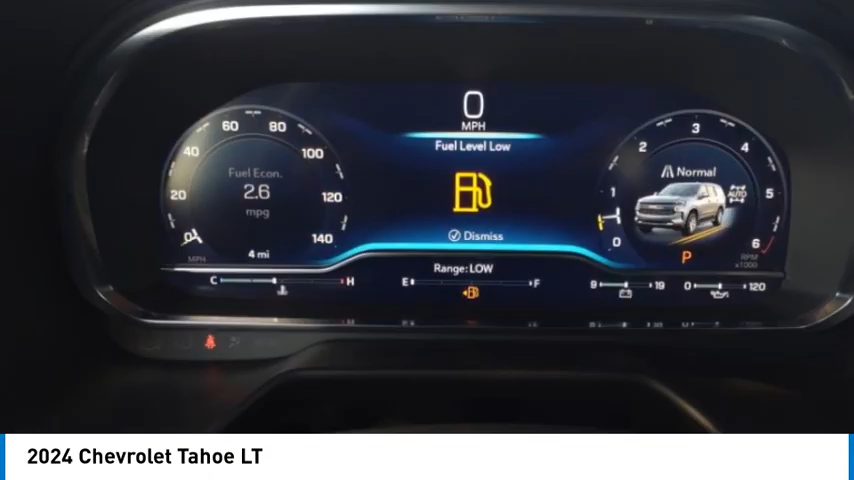 0
MPH
Fuel Level Low
Dismiss
Range: LOW
E F
0 20 40 60 80 100 120 140
MPH
Fuel Econ.
2.6
mpg
4 mi
C H
0 1 2 3 4 5 6
RPM
x1000
Normal
AUTO
P
9 19
0 120
2024 Chevrolet Tahoe LT